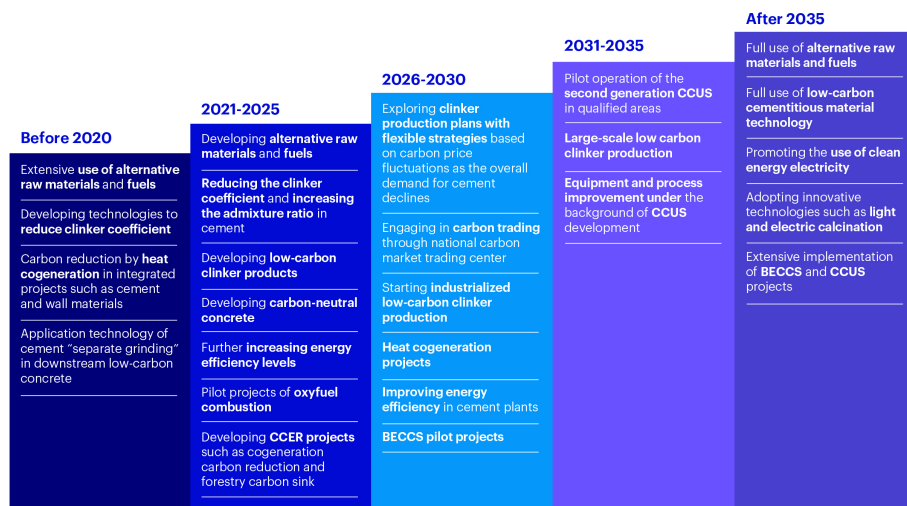 Before 2020
Extensive use of alternative
raw materials and fuels
Developing technologies to
reduce clinker coefficient
Carbon reduction by heat
cogeneration in integrated
projects such as cement
and wall materials
Application technology of
cement “separate grinding”
in downstream low-carbon
concrete
2021-2025
Developing alternative raw
materials and fuels
Reducing the clinker
coefficient and increasing
the admixture ratio in
cement
Developing low-carbon
clinker products
Developing carbon-neutral
concrete
Further increasing energy
efficiency levels
Pilot projects of oxyfuel
combustion
Developing CCER projects
such as cogeneration
carbon reduction and
forestry carbon sink
2026-2030
Exploring clinker
production plans with
flexible strategies based
on carbon price
fluctuations as the overall
demand for cement
declines
Engaging in carbon trading
through national carbon
market trading center
Starting industrialized
low-carbon clinker
production
Heat cogeneration
projects
Improving energy
efficiency in cement plants
BECCS pilot projects
2031-2035
Pilot operation of the
second generation CCUS
in qualified areas
Large-scale low carbon
clinker production
Equipment and process
improvement under the
background of CCUS
development
After 2035
Full use of alternative raw
materials and fuels
Full use of low-carbon
cementitious material
technology
Promoting the use of clean
energy electricity
Adopting innovative
technologies such as light
and electric calcination
Extensive implementation
of BECCS and CCUS
projects